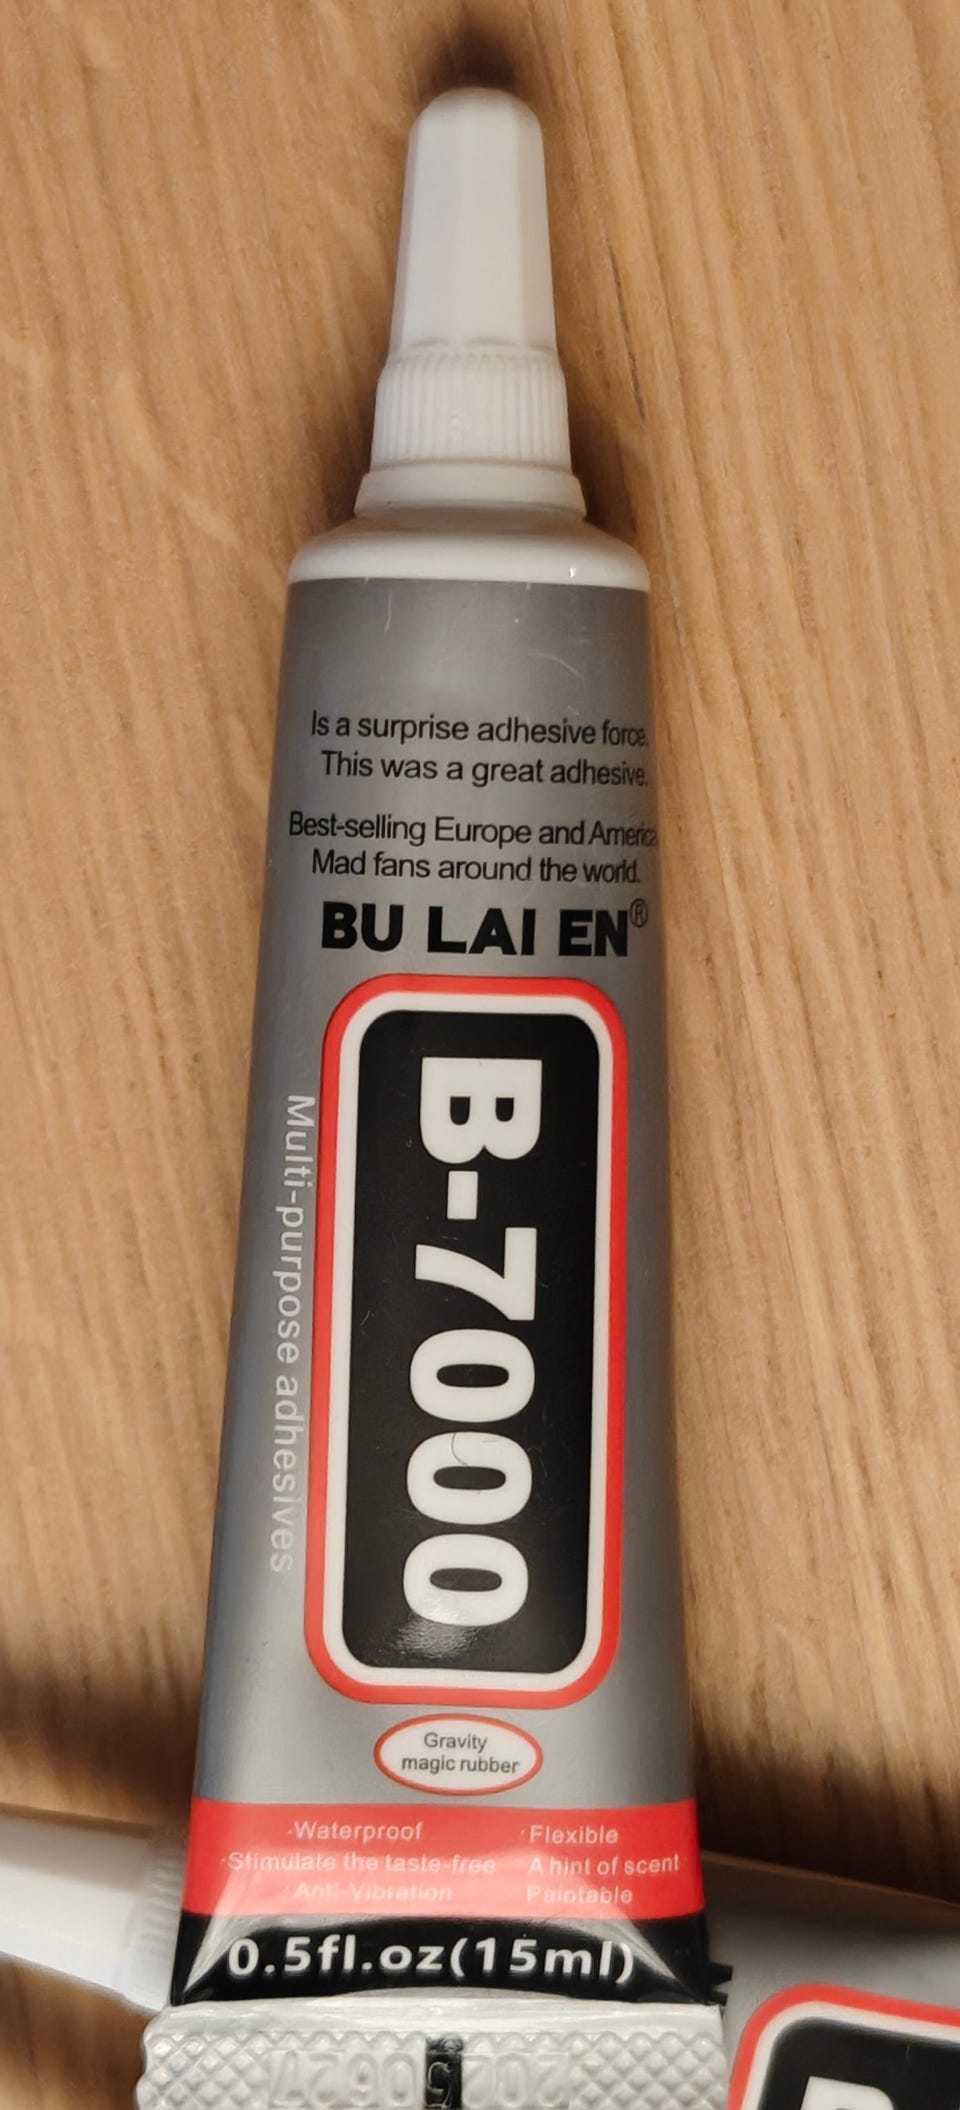 Is a surprise adhesive force.
This was a great adhesive.
Best-selling Europe and America
Mad fans around the world.
BU LAI EN®
B-7000
Multi-purpose adhesives
Gravity
magic rubber
·Waterproof ·Flexible
·Stimulate the taste-free A hint of scent
Anti-Vibration Paintable
0.5fl.oz(15ml)
20250627
B